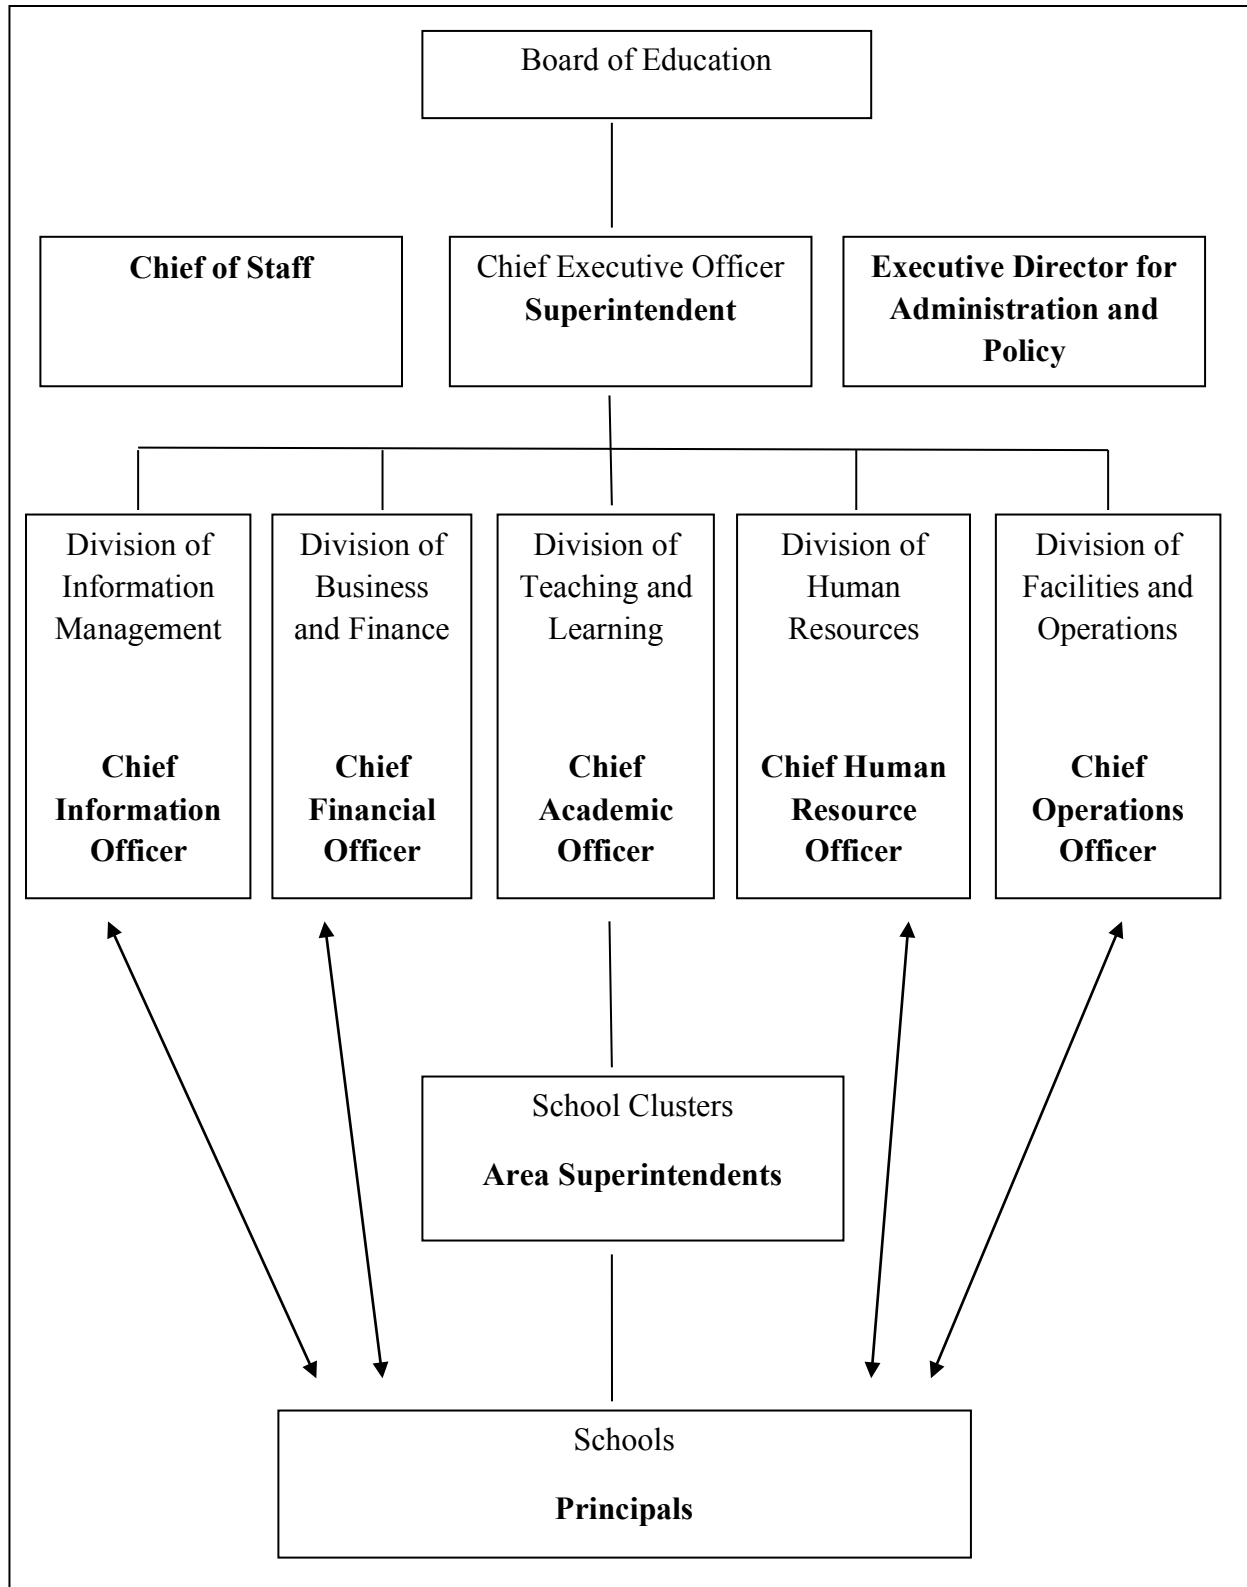 Board of Education
Chief of Staff
Chief Executive Officer
Superintendent
Executive Director for
Administration and
Policy
Division of
Information
Management
Chief
Information
Officer
Division of
Business
and Finance
Chief
Financial
Officer
Division of
Teaching and
Learning
Chief
Academic
Officer
Division of
Human
Resources
Chief Human
Resource
Officer
Division of
Facilities and
Operations
Chief
Operations
Officer
School Clusters
Area Superintendents
Schools
Principals